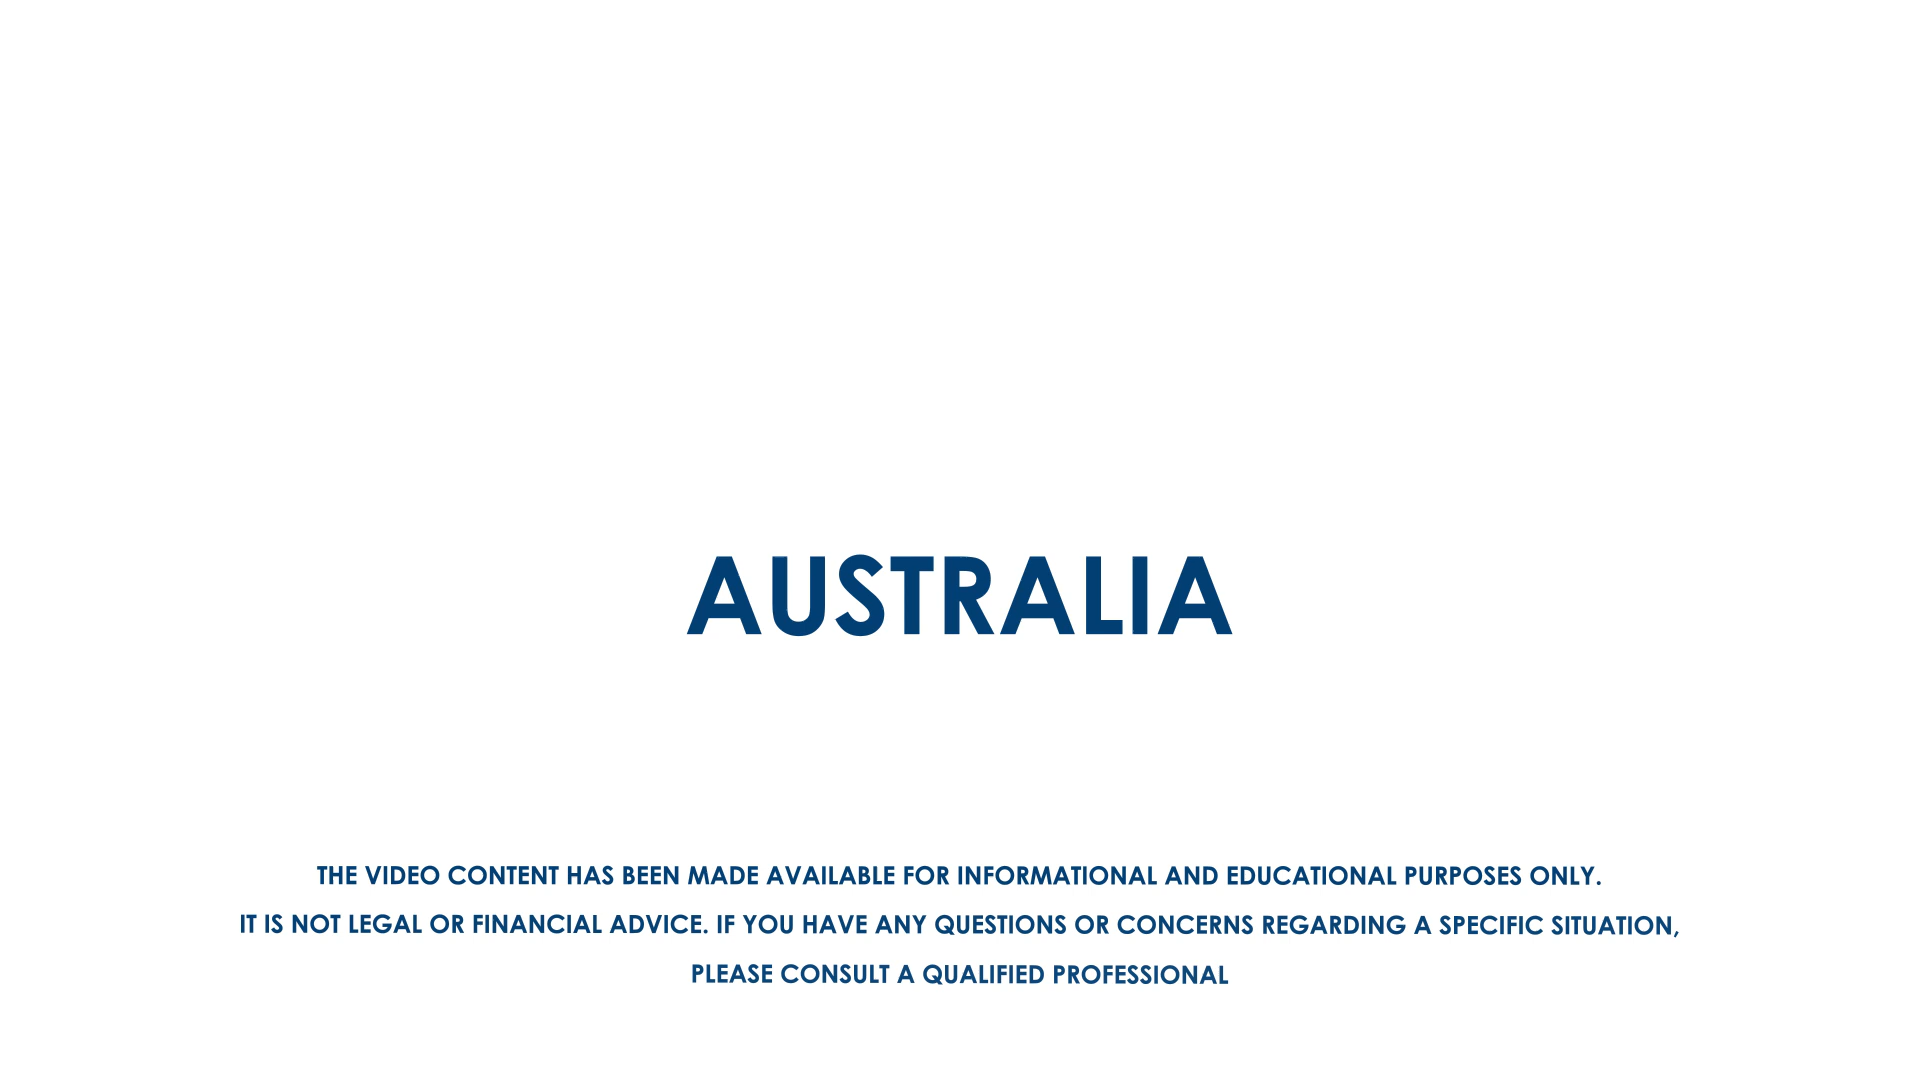 AUSTRALIA
THE VIDEO CONTENT HAS BEEN MADE AVAILABLE FOR INFORMATIONAL AND EDUCATIONAL PURPOSES ONLY.
IT IS NOT LEGAL OR FINANCIAL ADVICE. IF YOU HAVE ANY QUESTIONS OR CONCERNS REGARDING A SPECIFIC SITUATION,
PLEASE CONSULT A QUALIFIED PROFESSIONAL